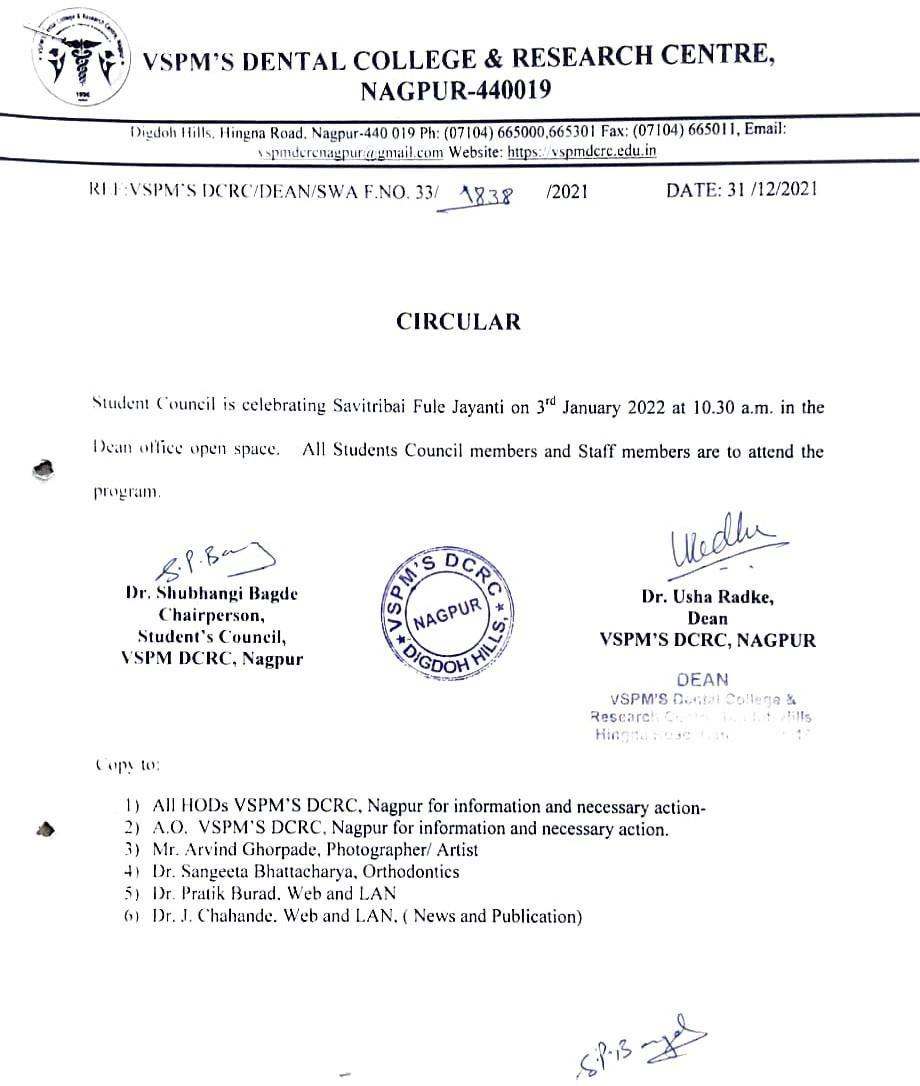 VSPM'S DENTAL COLLEGE & RESEARCH CENTRE,
NAGPUR-440019
Digdoh Hills, Hingna Road, Nagpur-440 019 Ph: (07104) 665000,665301 Fax: (07104) 665011, Email:
vspmdcrcnagpur@gmail.com Website: https://vspmdcrc.edu.in
REF:VSPM'S DCRC/DEAN/SWA F.NO. 33/ 1838 /2021 DATE: 31 /12/2021
CIRCULAR
Student Council is celebrating Savitribai Fule Jayanti on 3rd January 2022 at 10.30 a.m. in the
Dean office open space. All Students Council members and Staff members are to attend the
program.
Dr. Shubhangi Bagde
Chairperson,
Student's Council,
VSPM DCRC, Nagpur
VSPM'S DCRC
NAGPUR
DIGDOH HILLS,
Dr. Usha Radke,
Dean
VSPM'S DCRC, NAGPUR
DEAN
VSPM'S Dental College &
Research Hills
Hingna
Copy to:
1) All HODs VSPM'S DCRC, Nagpur for information and necessary action-
2) A.O. VSPM'S DCRC, Nagpur for information and necessary action.
3) Mr. Arvind Ghorpade, Photographer/ Artist
4) Dr. Sangeeta Bhattacharya, Orthodontics
5) Dr. Pratik Burad. Web and LAN
6) Dr. J. Chahande. Web and LAN, ( News and Publication)